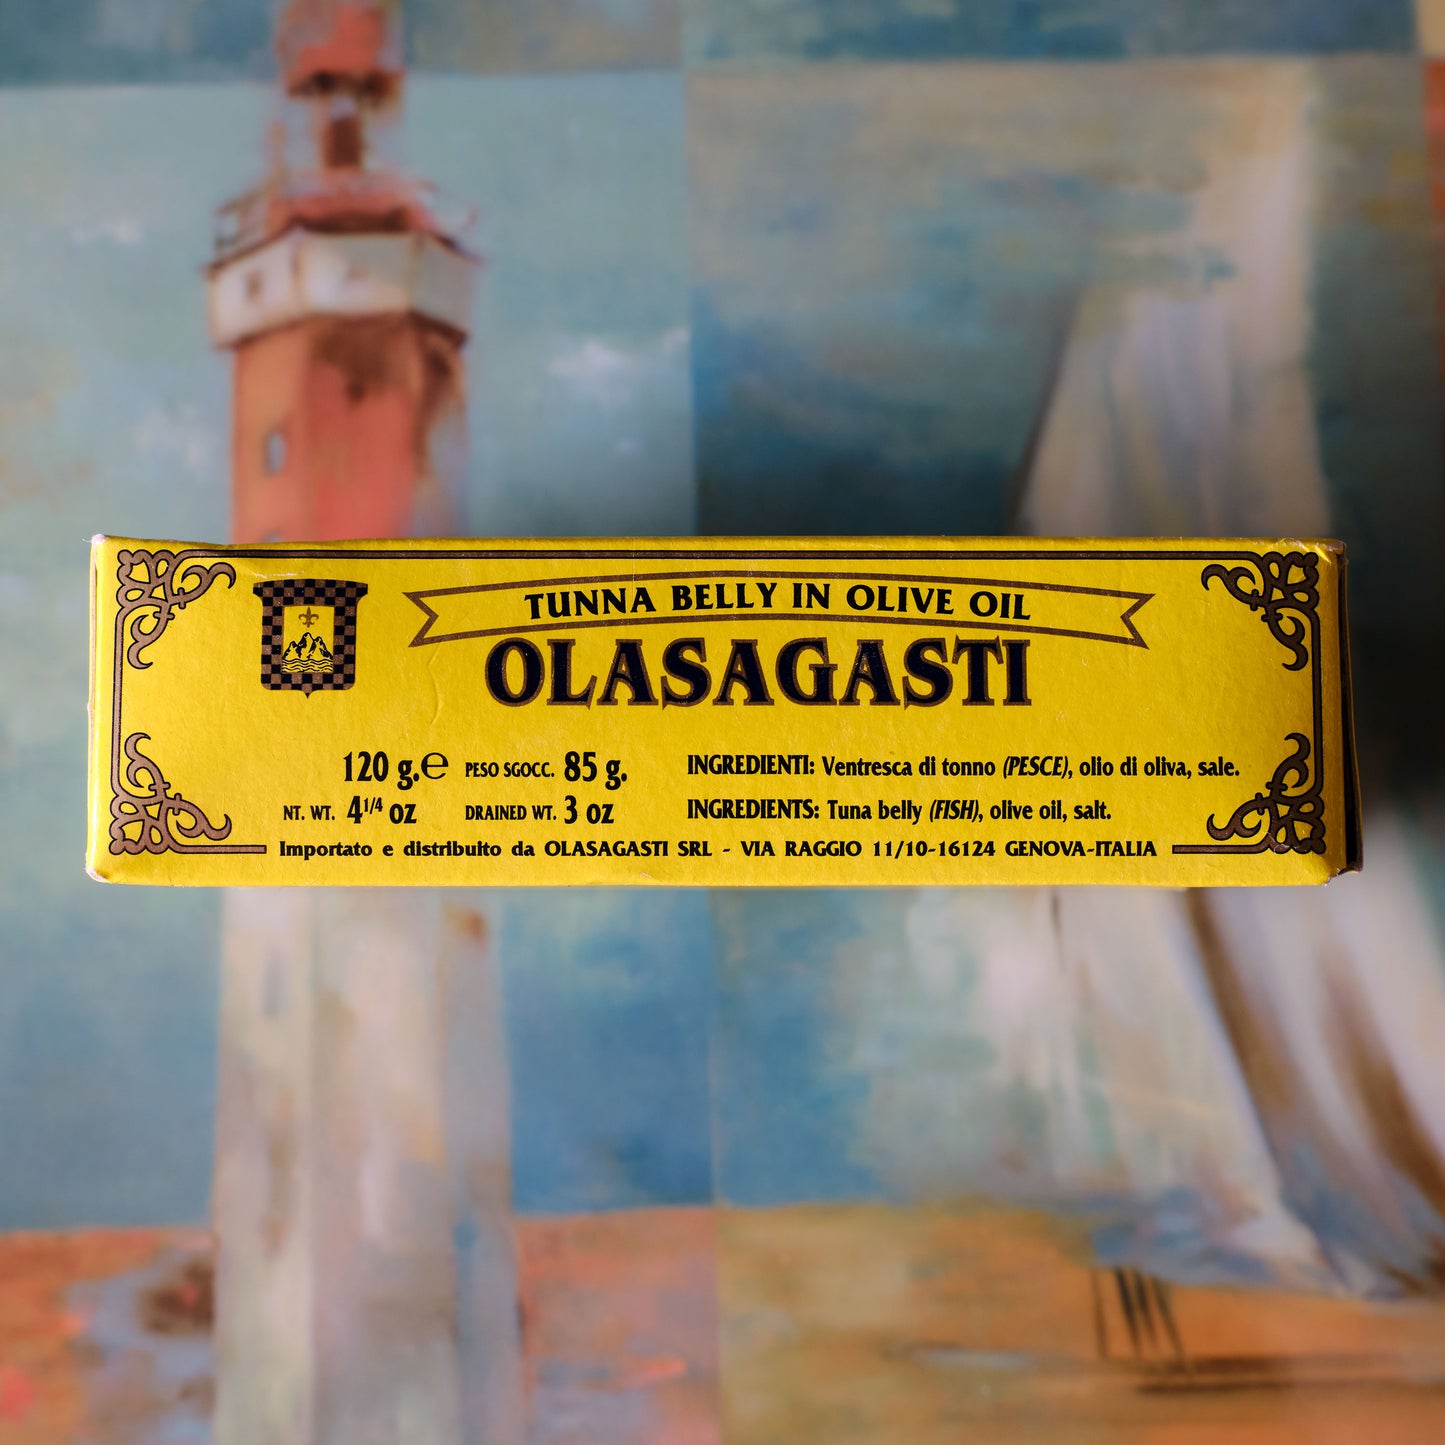 TUNNA BELLY IN OLIVE OIL
OLASAGASTI
120 g.℮ PESO SGOCC. 85 g.
NT. WT. 4 1/4 oz DRAINED WT. 3 oz
INGREDIENTI: Ventresca di tonno (PESCE), olio di oliva, sale.
INGREDIENTS: Tuna belly (FISH), olive oil, salt.
Importato e distribuito da OLASAGASTI SRL - VIA RAGGIO 11/10-16124 GENOVA-ITALIA